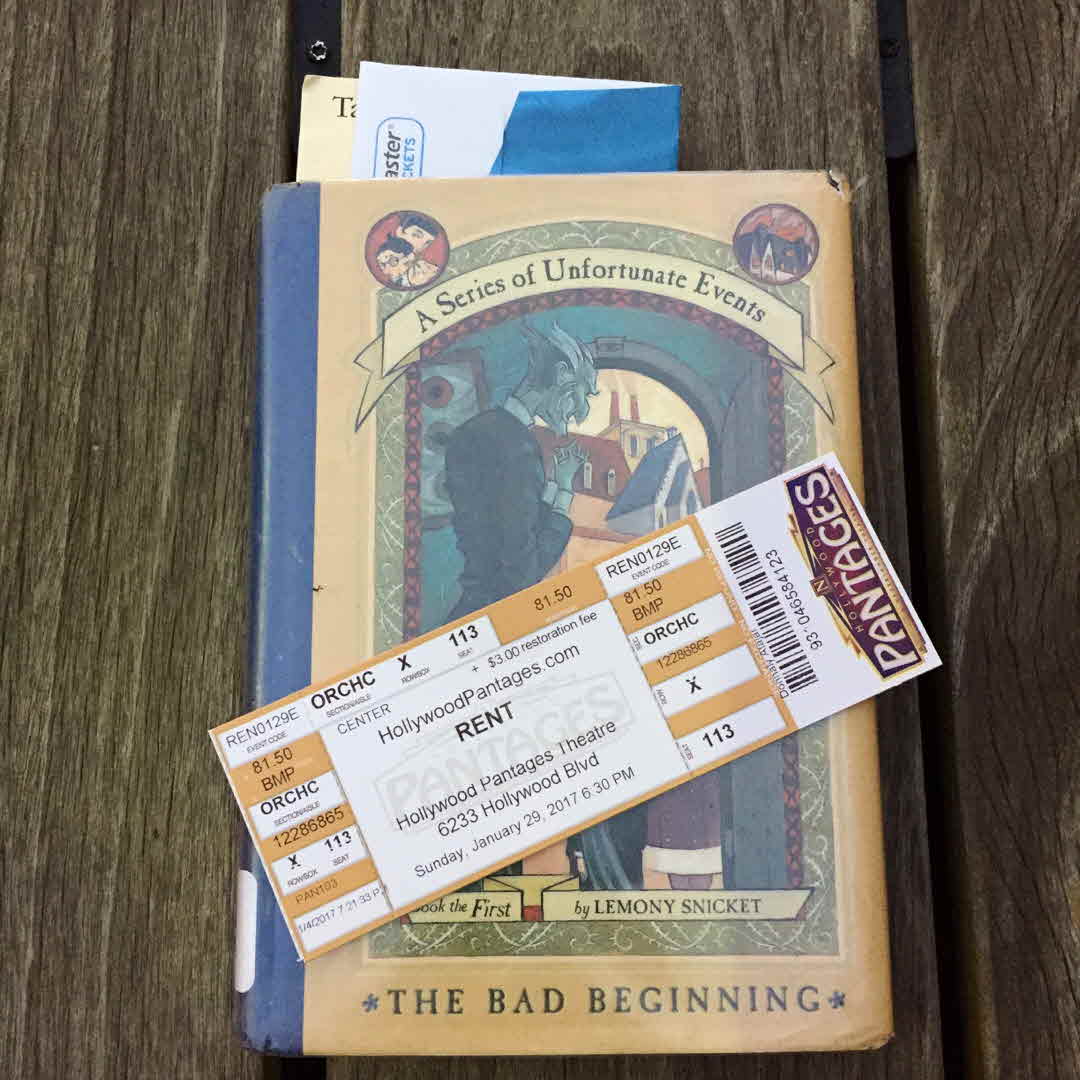 Ta
aster®
CKETS
A Series of Unfortunate Events
REN0129E
EVENT CODE
81.50
BMP
ORCHC
SECTION/AISLE
12286865
X 113
ROW/BOX SEAT
PAN103
1/4/2017 7:21:33 P
ORCHC X 113
SECTION/AISLE ROW/BOX SEAT
81.50
CENTER
+ $3.00 restoration fee
HollywoodPantages.com
RENT
PANTAGES
Hollywood Pantages Theatre
6233 Hollywood Blvd
Sunday, January 29, 2017 6:30 PM
REN0129E
EVENT CODE
81.50
BMP
SEC
ORCHC
12286865
ROW
X
SEAT
113
93*046584123
HOLLYWOOD
PANTAGES
Book the First
by LEMONY SNICKET
*THE BAD BEGINNING*